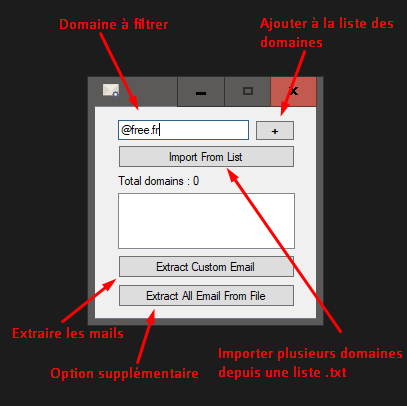 Domaine à filtrer
Ajouter à la liste des
domaines
@free.fr
+
Import From List
Total domains : 0
Extract Custom Email
Extract All Email From File
Extraire les mails
Option supplémentaire
Importer plusieurs domaines
depuis une liste .txt